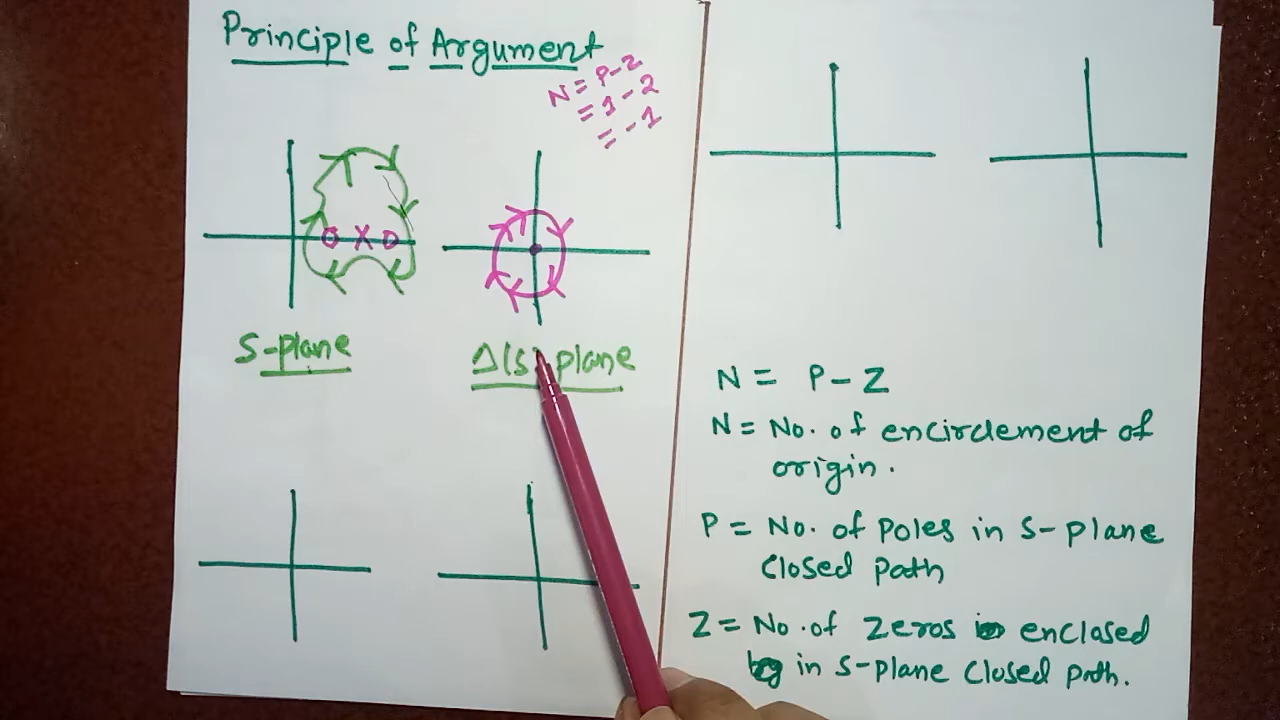 Principle of Argument
N = P-Z
= 1 - 2
= - 1
S-plane
Δ(s) plane
N = P - Z
N = No. of encirclement of
origin.
P = No. of Poles in S-plane
Closed Path
Z = No. of Zeros enclosed
in S-plane Closed path.